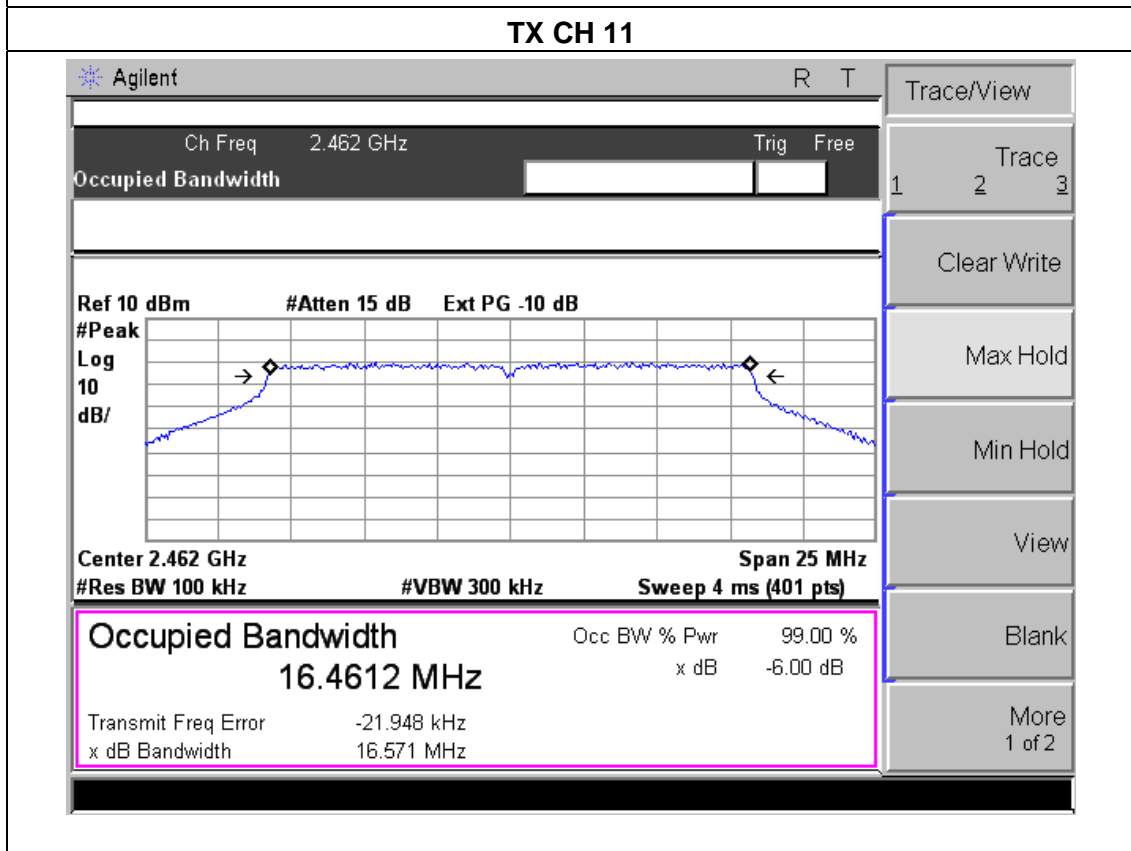 TX CH 11
Agilent R T
Ch Freq 2.462 GHz Trig Free
Occupied Bandwidth
Ref 10 dBm #Atten 15 dB Ext PG -10 dB
#Peak
Log
10
dB/
Center 2.462 GHz Span 25 MHz
#Res BW 100 kHz #VBW 300 kHz Sweep 4 ms (401 pts)
Occupied Bandwidth Occ BW % Pwr 99.00 %
16.4612 MHz x dB -6.00 dB
Transmit Freq Error -21.948 kHz
x dB Bandwidth 16.571 MHz
Trace/View
Trace
1 2 3
Clear Write
Max Hold
Min Hold
View
Blank
More
1 of 2